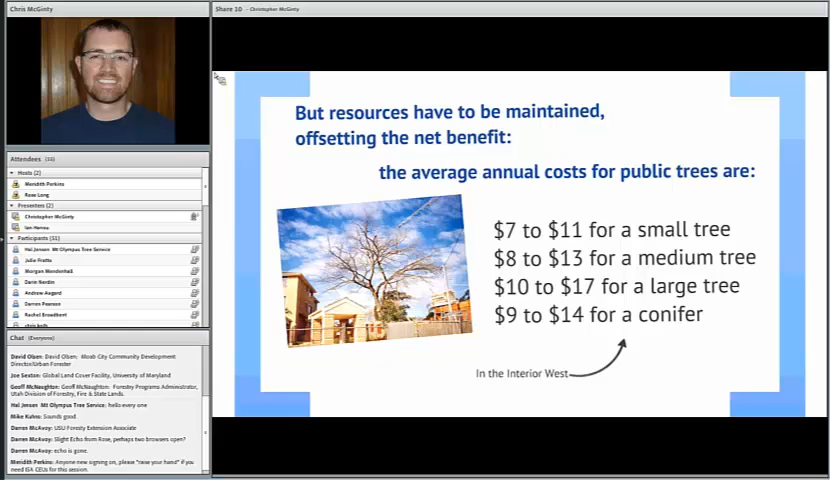 Chris McGinty
Share 10 - Christopher McGinty
But resources have to be maintained,
offsetting the net benefit:
the average annual costs for public trees are:
$7 to $11 for a small tree
$8 to $13 for a medium tree
$10 to $17 for a large tree
$9 to $14 for a conifer
In the Interior West
Attendees
Hosts (2)
Meridith Perkins
Rose Long
Presenters (2)
Christopher McGinty
Ian Hanou
Participants (51)
Hal Jensen Mt Olympus Tree Service
Julie Pratte
Morgan Mendenhall
Darin Nardin
Andrew Aagard
Darren Pearson
Rachel Broadbent
chris kolb
Chat (Everyone)
David Olsen: David Olsen: Moab City Community Development
Director/Urban Forester
Joe Sexton: Global Land Cover Facility, University of Maryland
Geoff McNaughton: Geoff McNaughton: Forestry Programs Administrator,
Utah Division of Forestry, Fire & State Lands.
Hal Jensen Mt Olympus Tree Service: hello every one
Mike Kuhns: Sounds good.
Darren McAvoy: USU Foresty Extension Associate
Darren McAvoy: Slight Echo from Rose, perhaps two browsers open?
Darren McAvoy: echo is gone.
Meridith Perkins: Anyone new signing on, please "raise your hand" if you
need ISA CEUs for this session.